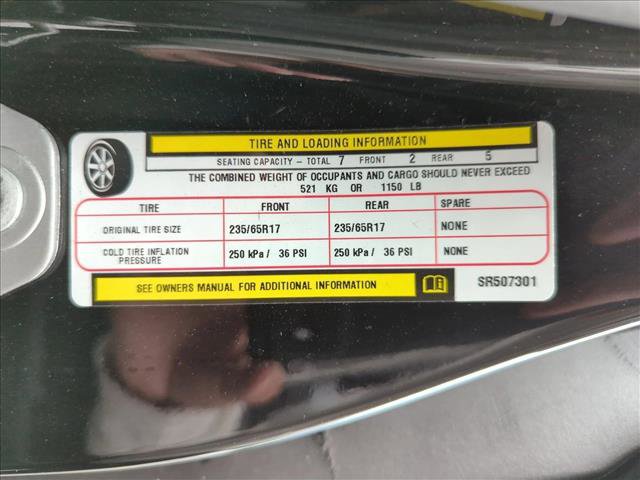 TIRE AND LOADING INFORMATION
SEATING CAPACITY - TOTAL 7 FRONT 2 REAR 5
THE COMBINED WEIGHT OF OCCUPANTS AND CARGO SHOULD NEVER EXCEED
521 KG OR 1150 LB
TIRE FRONT REAR SPARE
ORIGINAL TIRE SIZE 235/65R17 235/65R17 NONE
COLD TIRE INFLATION PRESSURE 250 kPa / 36 PSI 250 kPa / 36 PSI NONE
SEE OWNERS MANUAL FOR ADDITIONAL INFORMATION SR507301